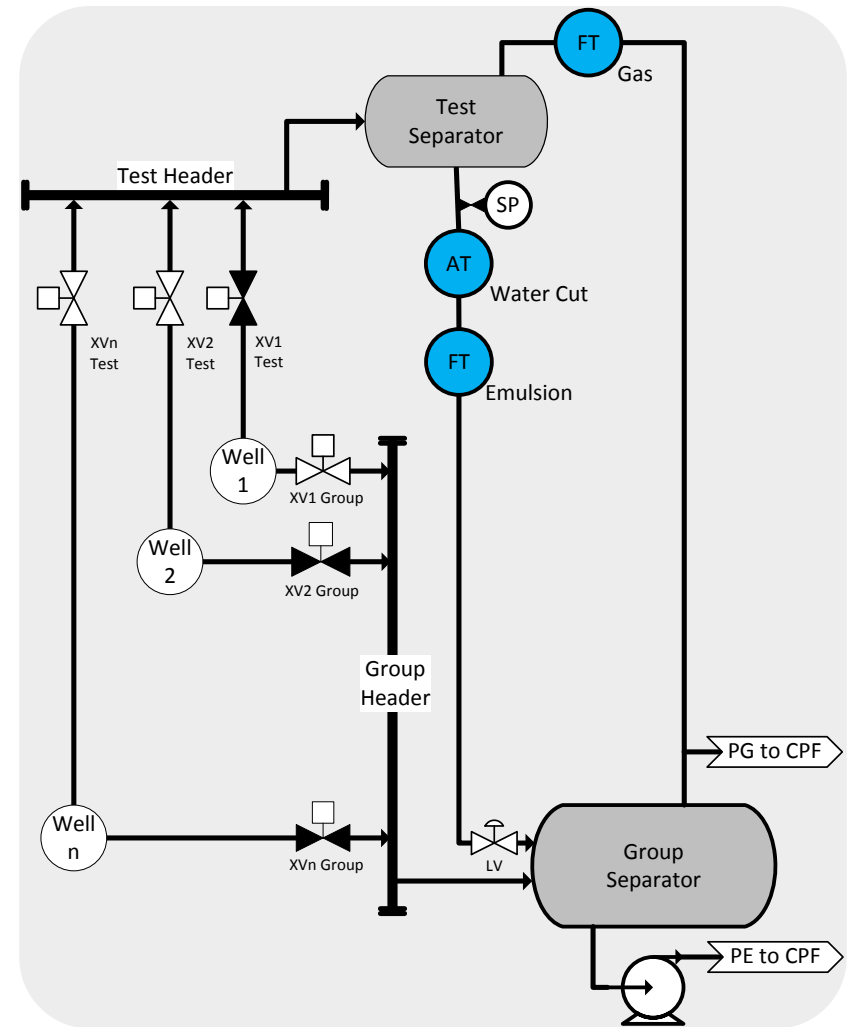 FT
Gas
Test
Separator
Test Header
SP
AT
Water Cut
XVn
Test
XV2
Test
XV1
Test
FT
Emulsion
Well
1
XV1 Group
Well
2
XV2 Group
Group
Header
PG to CPF
Well
n
XVn Group
LV
Group
Separator
PE to CPF